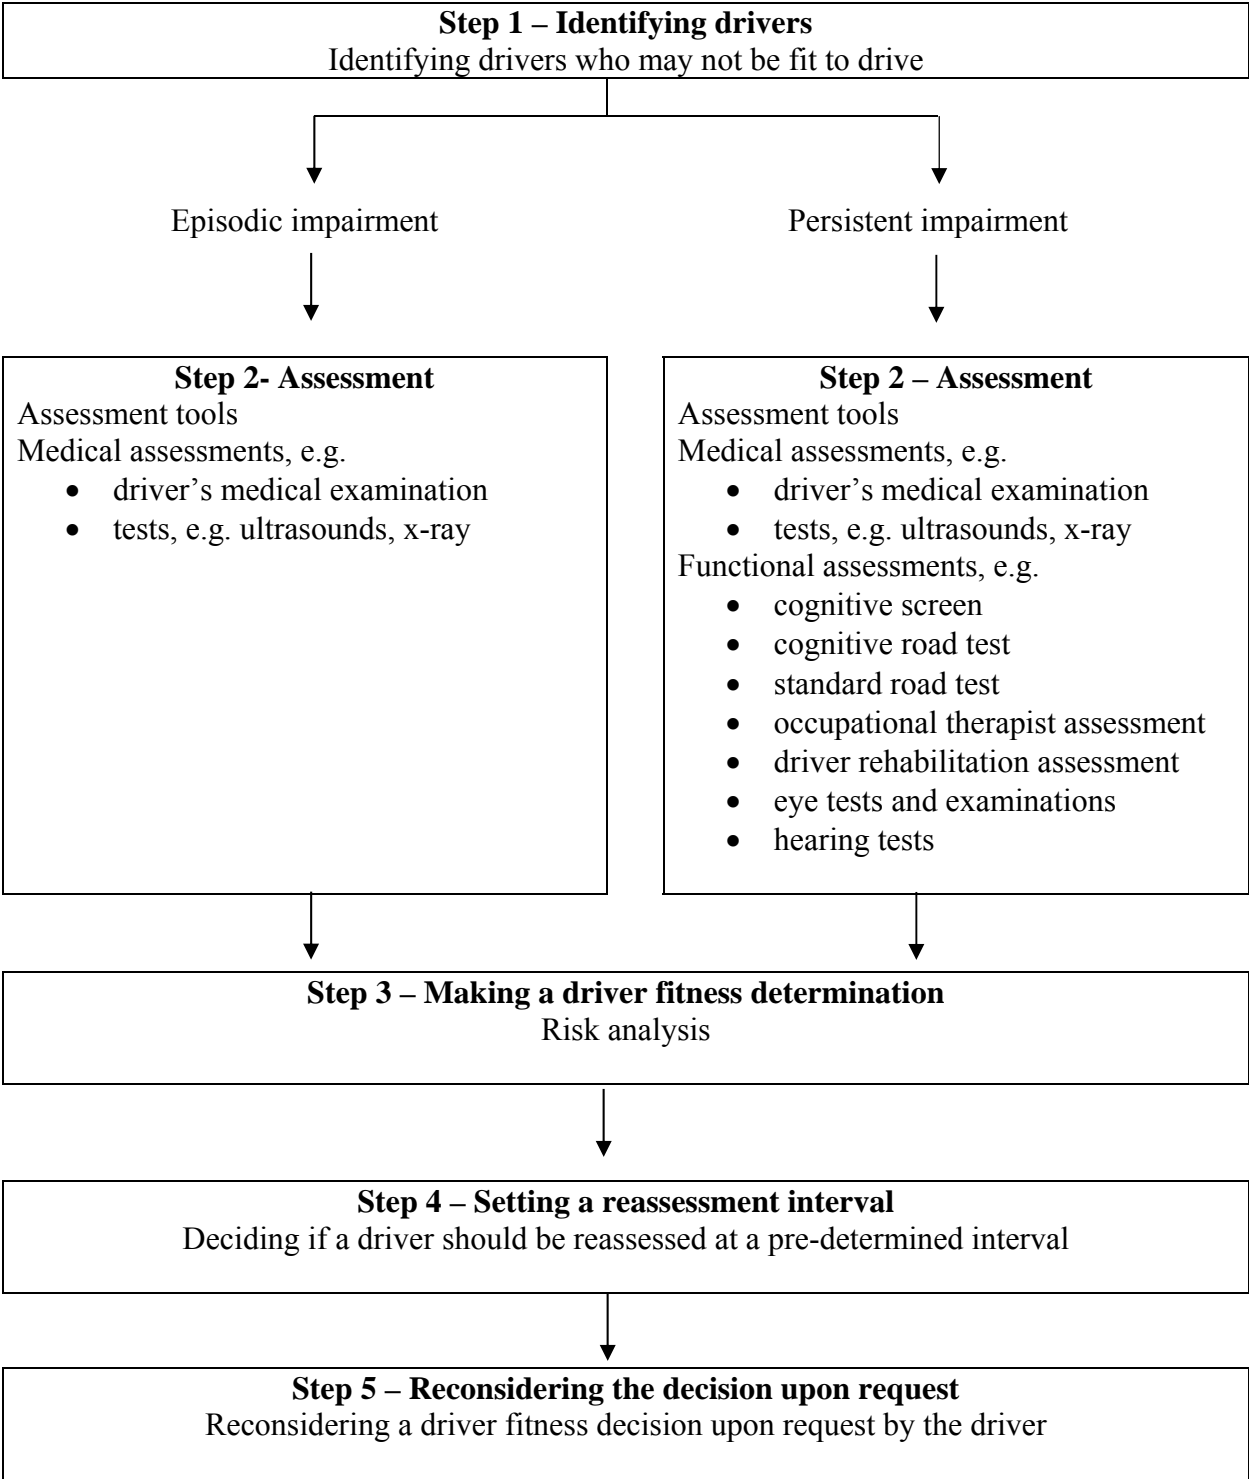 Step 1 – Identifying drivers
Identifying drivers who may not be fit to drive
Episodic impairment
Persistent impairment
Step 2- Assessment
Assessment tools
Medical assessments, e.g.
• driver’s medical examination
• tests, e.g. ultrasounds, x-ray
Step 2 – Assessment
Assessment tools
Medical assessments, e.g.
• driver’s medical examination
• tests, e.g. ultrasounds, x-ray
Functional assessments, e.g.
• cognitive screen
• cognitive road test
• standard road test
• occupational therapist assessment
• driver rehabilitation assessment
• eye tests and examinations
• hearing tests
Step 3 – Making a driver fitness determination
Risk analysis
Step 4 – Setting a reassessment interval
Deciding if a driver should be reassessed at a pre-determined interval
Step 5 – Reconsidering the decision upon request
Reconsidering a driver fitness decision upon request by the driver